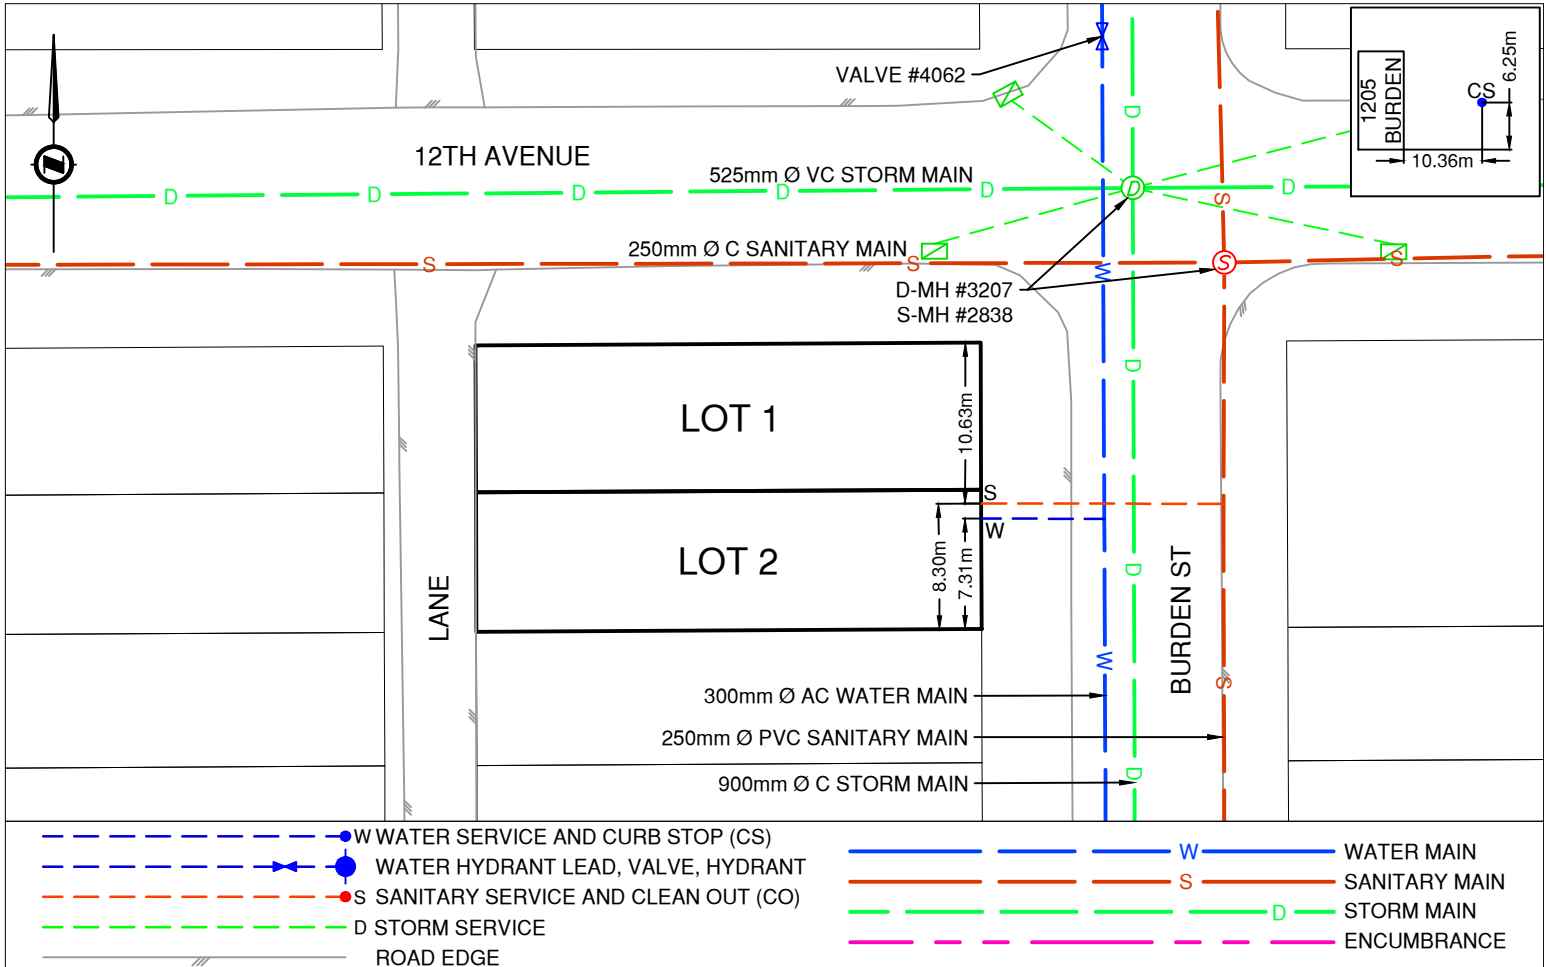 VALVE #4062
1205
BURDEN
CS
6.25m
10.36m
12TH AVENUE
525mm Ø VC STORM MAIN
D
D
D
D
D
D
D
D
S
250mm Ø C SANITARY MAIN
S
S
S
S
W
D-MH #3207
S-MH #2838
D
LOT 1
10.63m
S
W
LOT 2
8.30m
7.31m
D
LANE
BURDEN ST
W
S
300mm Ø AC WATER MAIN
250mm Ø PVC SANITARY MAIN
900mm Ø C STORM MAIN
D
W WATER SERVICE AND CURB STOP (CS)
WATER HYDRANT LEAD, VALVE, HYDRANT
S SANITARY SERVICE AND CLEAN OUT (CO)
D STORM SERVICE
ROAD EDGE
W WATER MAIN
S SANITARY MAIN
D STORM MAIN
ENCUMBRANCE